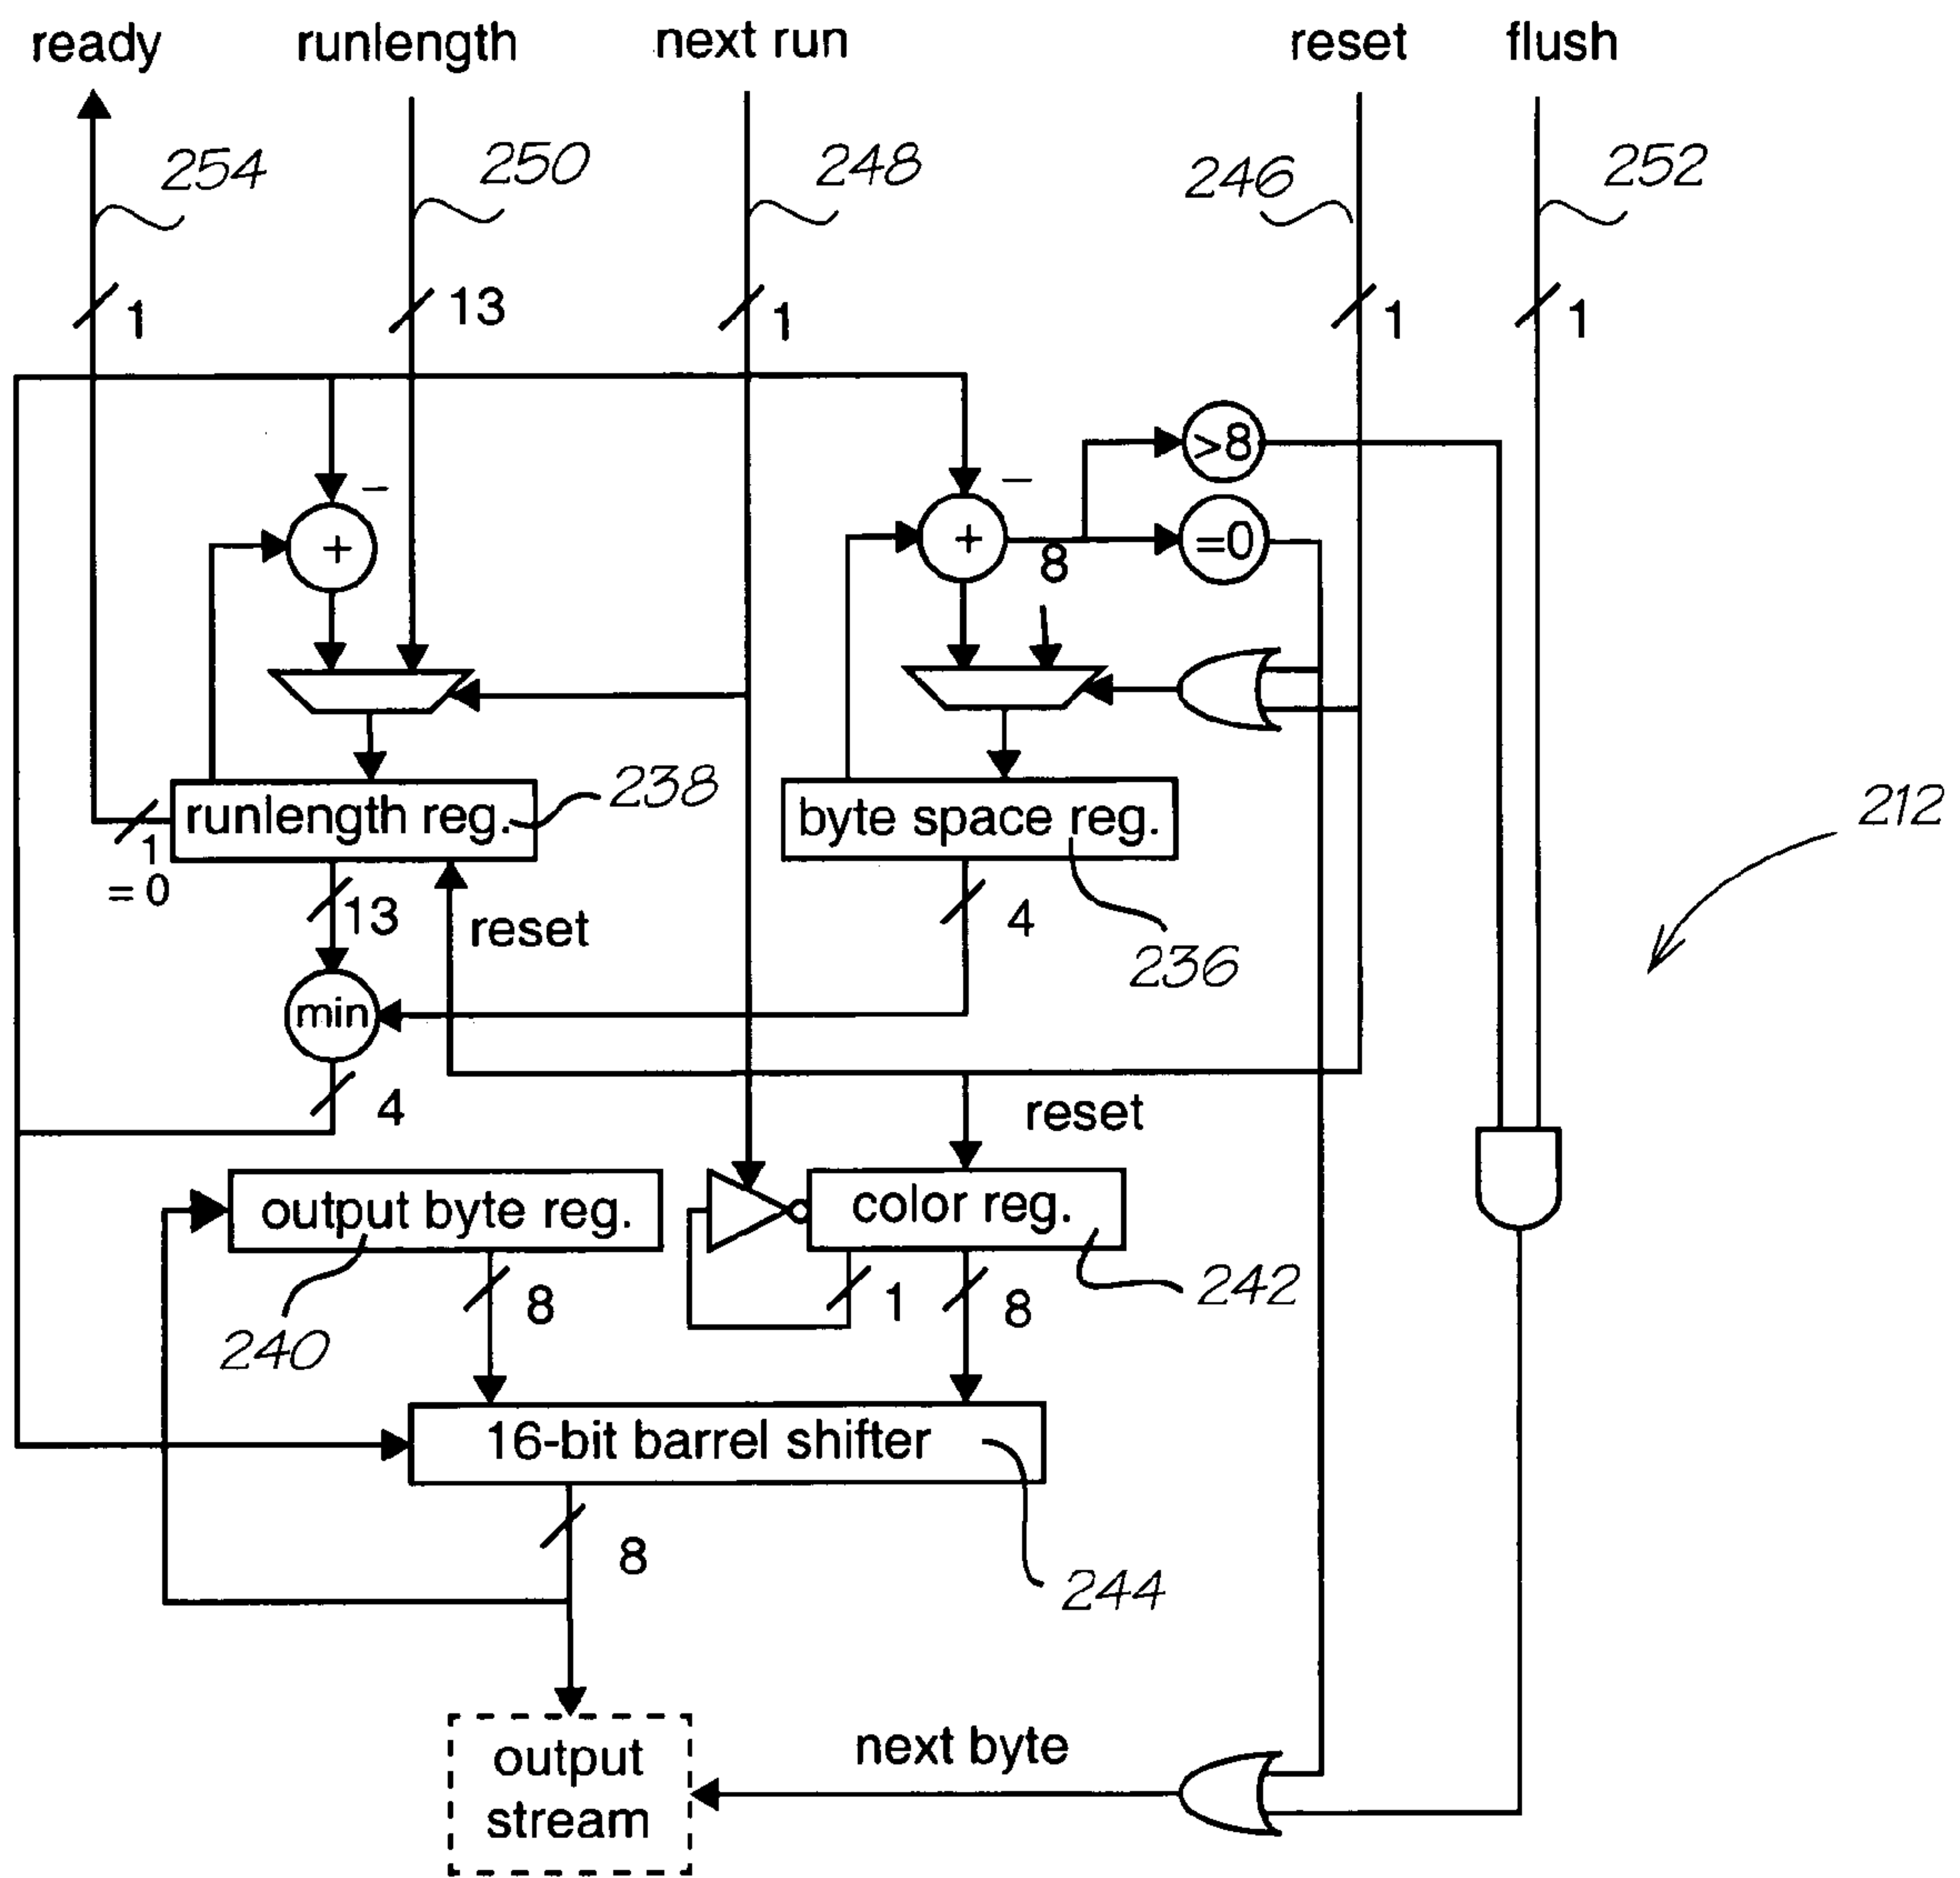 ready runlength next run reset flush
254 250 248 246 252
1 13 1 1 1
>8
− −
+ + =0
8
runlength reg. 238 byte space reg. 212
1
=0 13 reset 4
236
min
4 reset
output byte reg. color reg.
8 1 8 242
240
16-bit barrel shifter
8 244
next byte
output
stream